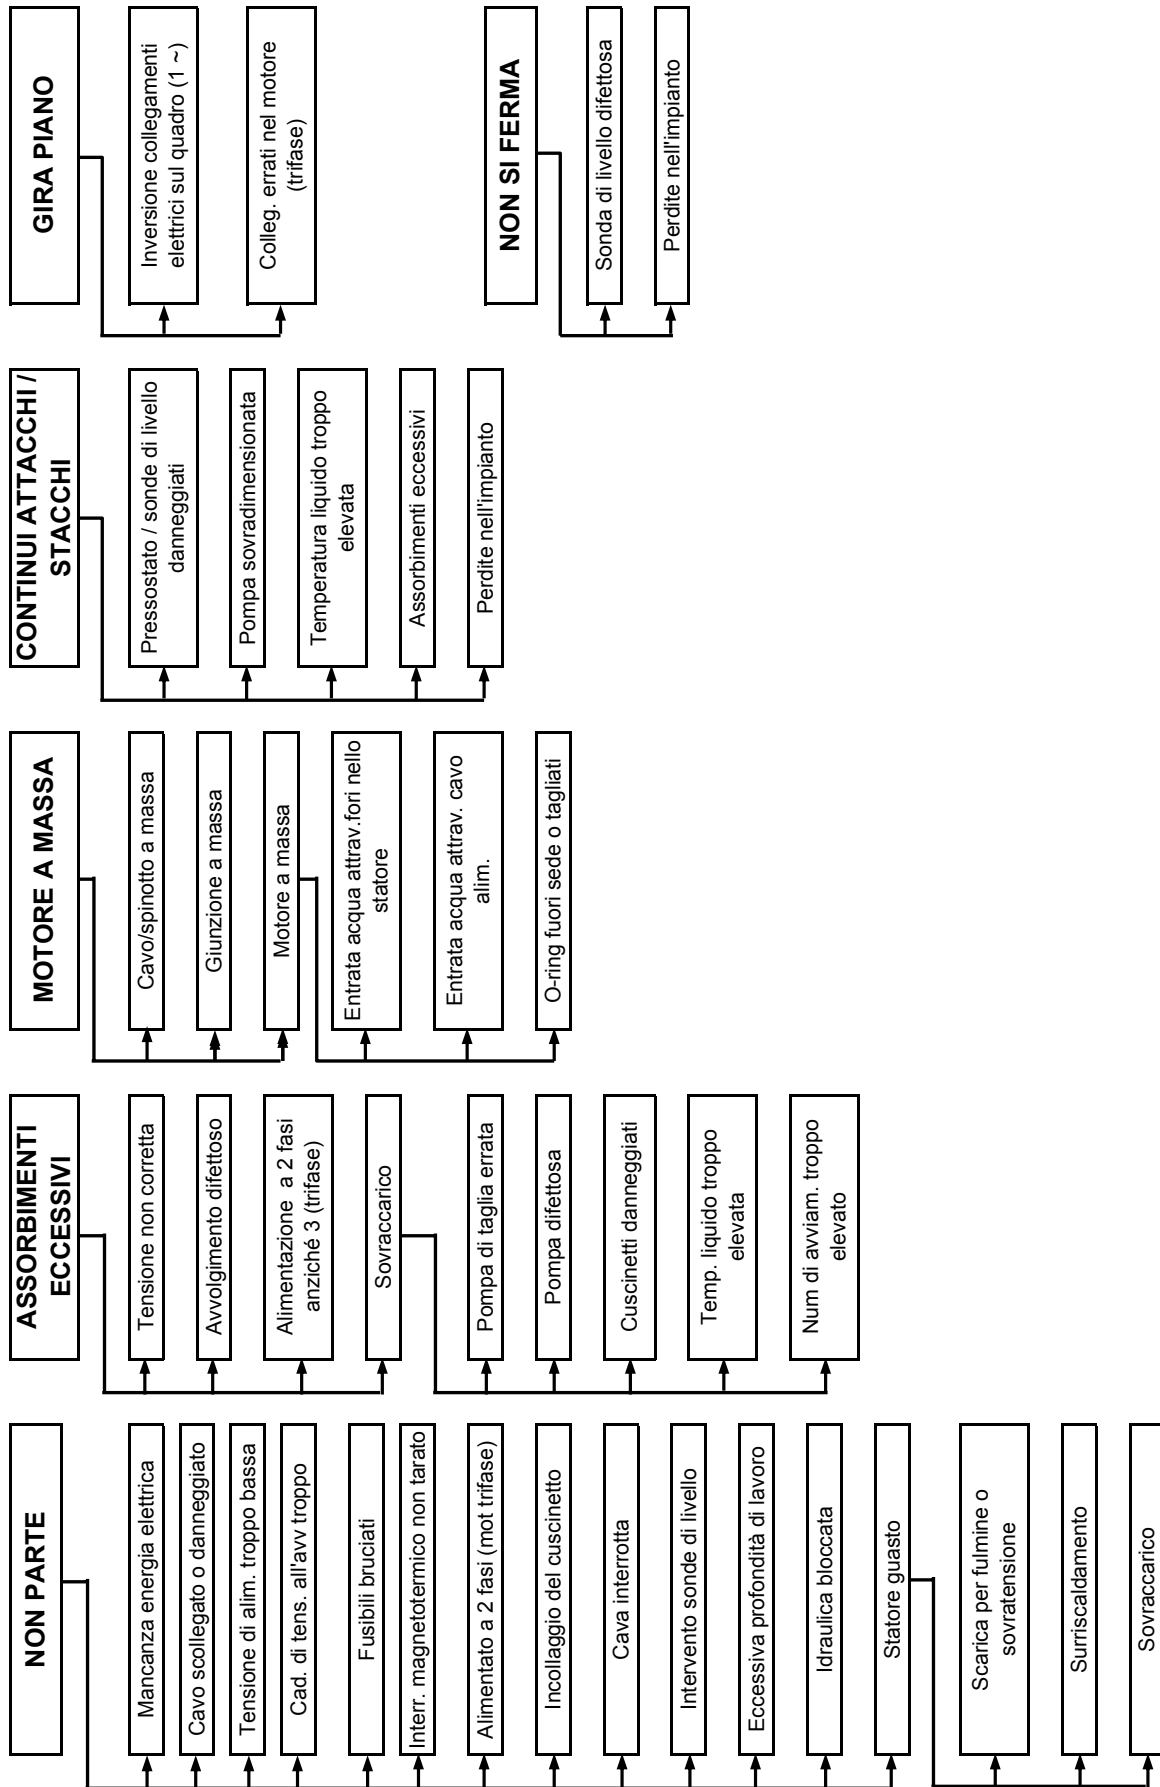 NON PARTE
Mancanza energia elettrica
Cavo scollegato o danneggiato
Tensione di alim. troppo bassa
Cad. di tens. all'avv troppo
Fusibili bruciati
Interr. magnetotermico non tarato
Alimentato a 2 fasi (mot trifase)
Incollaggio del cuscinetto
Cava interrotta
Intervento sonde di livello
Eccessiva profondità di lavoro
Idraulica bloccata
Statore guasto
Scarica per fulmine o
sovratensione
Surriscaldamento
Sovraccarico
ASSORBIMENTI
ECCESSIVI
Tensione non corretta
Avvolgimento difettoso
Alimentazione a 2 fasi
anziché 3 (trifase)
Sovraccarico
Pompa di taglia errata
Pompa difettosa
Cuscinetti danneggiati
Temp. liquido troppo
elevata
Num di avviam. troppo
elevato
MOTORE A MASSA
Cavo/spinotto a massa
Giunzione a massa
Motore a massa
Entrata acqua attrav.fori nello
statore
Entrata acqua attrav. cavo
alim.
O-ring fuori sede o tagliati
CONTINUI ATTACCHI /
STACCHI
Pressostato / sonde di livello
danneggiati
Pompa sovradimensionata
Temperatura liquido troppo
elevata
Assorbimenti eccessivi
Perdite nell'impianto
GIRA PIANO
Inversione collegamenti
elettrici sul quadro (1 ~)
Colleg. errati nel motore
(trifase)
NON SI FERMA
Sonda di livello difettosa
Perdite nell'impianto